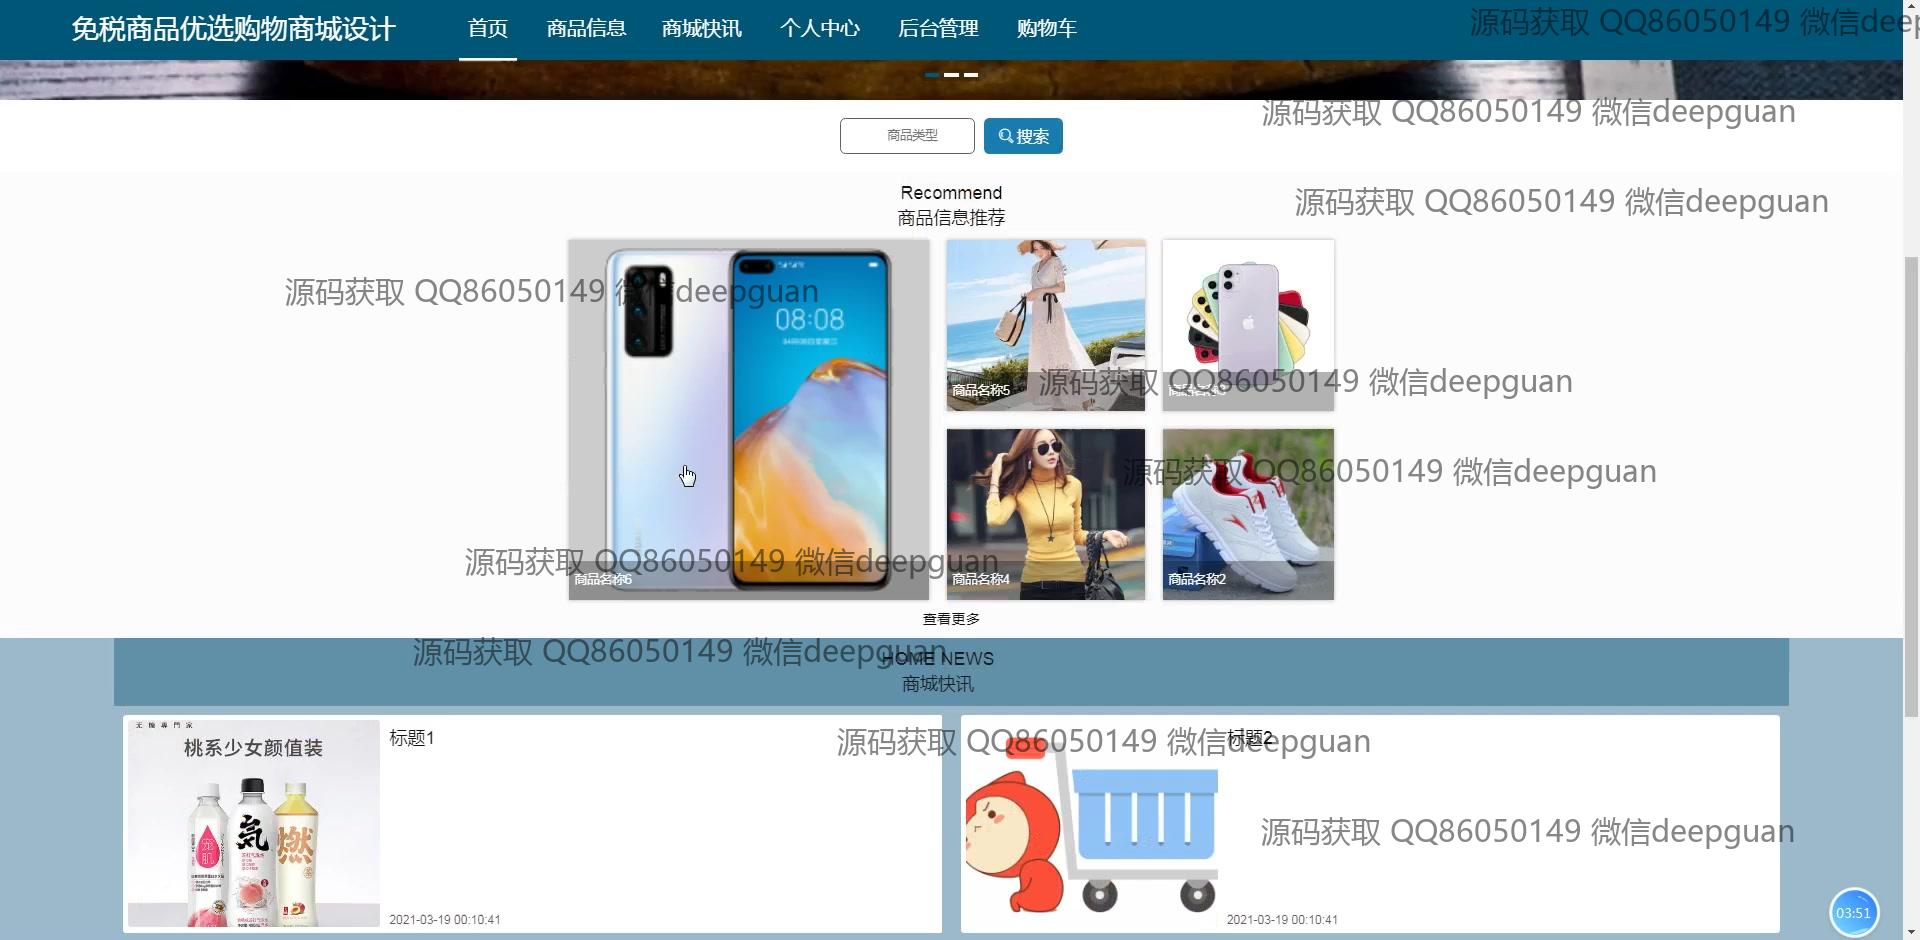 免税商品优选购物商城设计 首页 商品信息 商城快讯 个人中心 后台管理 购物车
源码获取 QQ86050149 微信deep
源码获取 QQ86050149 微信deepguan
商品类型 搜索
Recommend
源码获取 QQ86050149 微信deepguan
商品信息推荐
源码获取 QQ86050149 微信deepguan
08:08
源码获取 QQ86050149 微信deepguan
商品名称5
源码获取 QQ86050149 微信deepguan
源码获取 QQ86050149 微信deepguan
商品名称6
商品名称4
商品名称2
查看更多
源码获取 QQ86050149 微信deepguan
HOME NEWS
商城快讯
桃系少女颜值装
気
燃
标题1
2021-03-19 00:10:41
源码获取 QQ86050149 微信deepguan
标题2
源码获取 QQ86050149 微信deepguan
2021-03-19 00:10:41
03:51